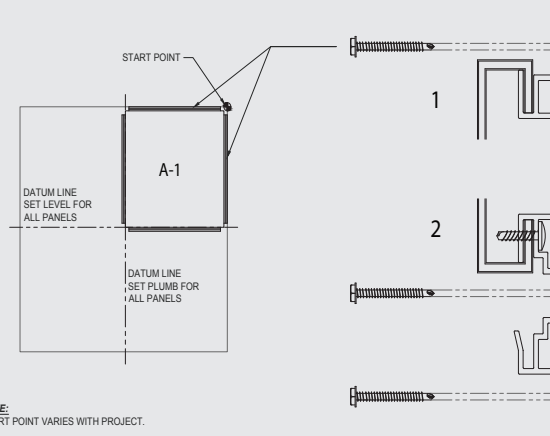 START POINT
1
A-1
DATUM LINE
SET LEVEL FOR
ALL PANELS
2
DATUM LINE
SET PLUMB FOR
ALL PANELS
E:
RT POINT VARIES WITH PROJECT.